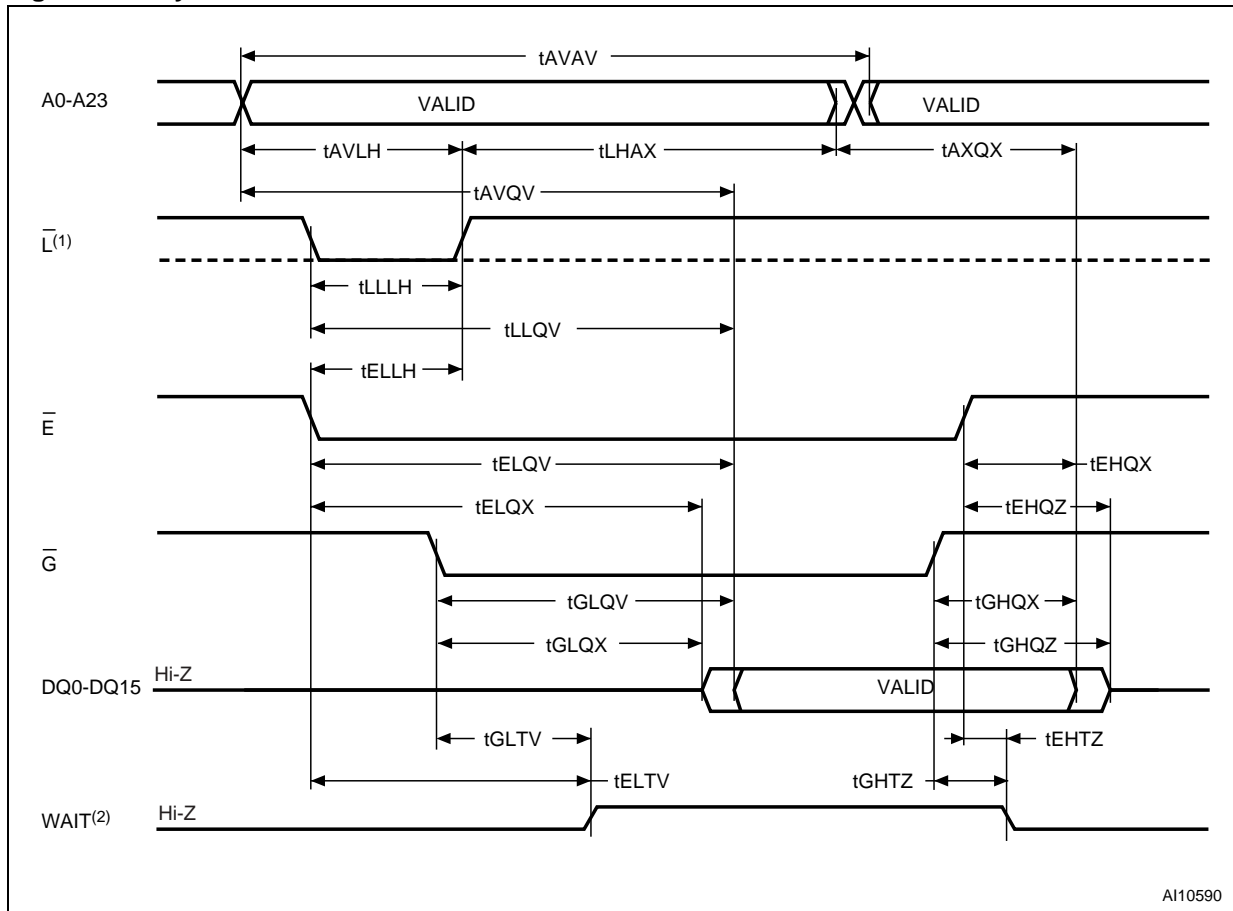 tAVAV
A0-A23
VALID
VALID
tAVLH
tLHAX
tAXQX
tAVQV
L̅(1)
tLLLH
tLLQV
tELLH
E̅
tELQV
tEHQX
tELQX
tEHQZ
G̅
tGLQV
tGHQX
tGLQX
tGHQZ
Hi-Z
DQ0-DQ15
VALID
tGLTV
tEHTZ
tELTV
tGHTZ
Hi-Z
WAIT(2)
AI10590